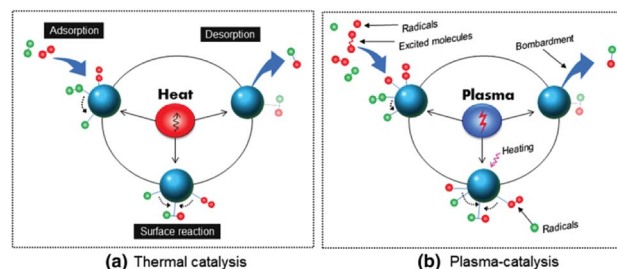 Adsorption
Desorption
Heat
Surface reaction
(a) Thermal catalysis
Radicals
Excited molecules
Bombardment
Plasma
Heating
Radicals
(b) Plasma-catalysis